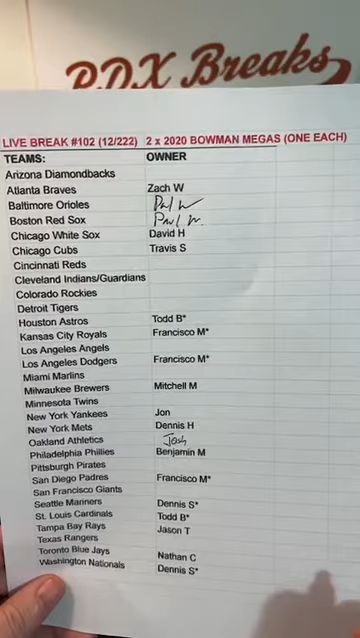 P.D.X Breaks
LIVE BREAK #102 (12/222) 2 x 2020 BOWMAN MEGAS (ONE EACH)
TEAMS: OWNER
Arizona Diamondbacks
Atlanta Braves Zach W
Baltimore Orioles
Boston Red Sox Paul W.
Chicago White Sox David H
Chicago Cubs Travis S
Cincinnati Reds
Cleveland Indians/Guardians
Colorado Rockies
Detroit Tigers
Houston Astros Todd B*
Kansas City Royals Francisco M*
Los Angeles Angels
Los Angeles Dodgers Francisco M*
Miami Marlins
Milwaukee Brewers Mitchell M
Minnesota Twins
New York Yankees Jon
New York Mets Dennis H
Oakland Athletics Josh
Philadelphia Phillies Benjamin M
Pittsburgh Pirates
San Diego Padres Francisco M*
San Francisco Giants
Seattle Mariners Dennis S*
St. Louis Cardinals Todd B*
Tampa Bay Rays Jason T
Texas Rangers
Toronto Blue Jays Nathan C
Washington Nationals Dennis S*